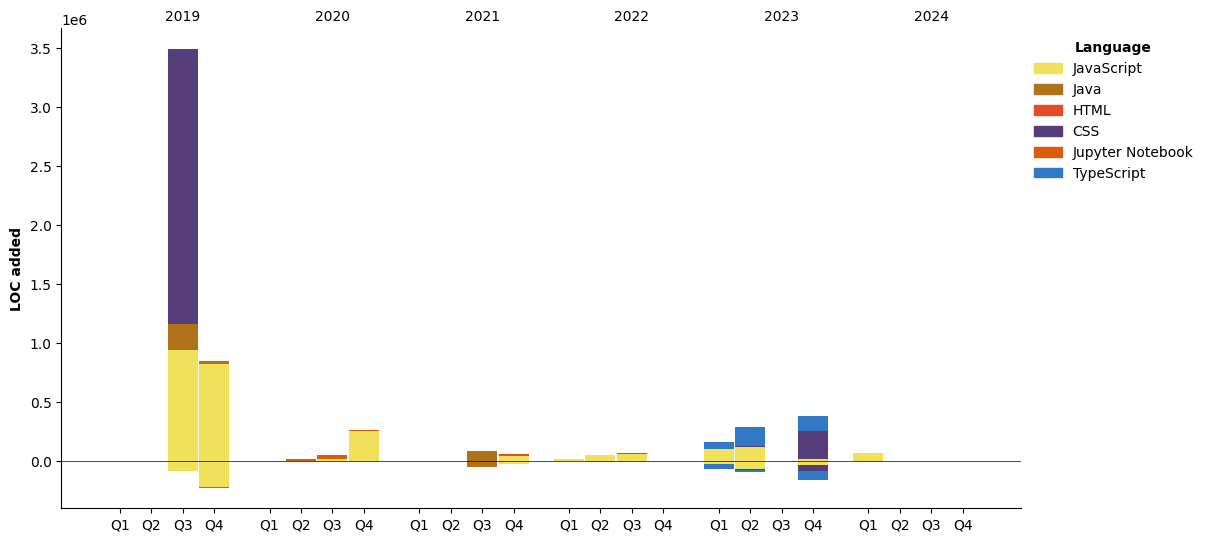 1e6
2019 2020 2021 2022 2023 2024
3.5
3.0
2.5
2.0
1.5
1.0
0.5
0.0
LOC added
Q1 Q2 Q3 Q4 Q1 Q2 Q3 Q4 Q1 Q2 Q3 Q4 Q1 Q2 Q3 Q4 Q1 Q2 Q3 Q4 Q1 Q2 Q3 Q4
Language
JavaScript
Java
HTML
CSS
Jupyter Notebook
TypeScript